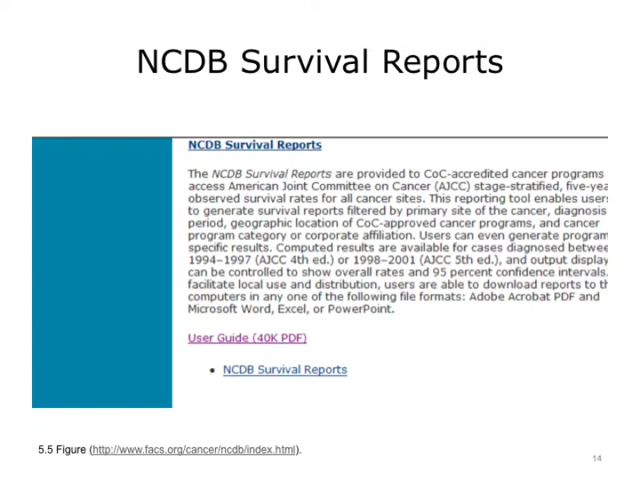 NCDB Survival Reports
NCDB Survival Reports
The NCDB Survival Reports are provided to CoC-accredited cancer programs
access American Joint Committee on Cancer (AJCC) stage-stratified, five-yea
observed survival rates for all cancer sites. This reporting tool enables users
to generate survival reports filtered by primary site of the cancer, diagnosis
period, geographic location of CoC-approved cancer programs, and cancer
program category or corporate affiliation. Users can even generate program
specific results. Computed results are available for cases diagnosed betwee
1994–1997 (AJCC 4th ed.) or 1998–2001 (AJCC 5th ed.), and output display
can be controlled to show overall rates and 95 percent confidence intervals.
facilitate local use and distribution, users are able to download reports to th
computers in any one of the following file formats: Adobe Acrobat PDF and
Microsoft Word, Excel, or PowerPoint.
User Guide (40K PDF)
• NCDB Survival Reports
5.5 Figure (http://www.facs.org/cancer/ncdb/index.html).
14